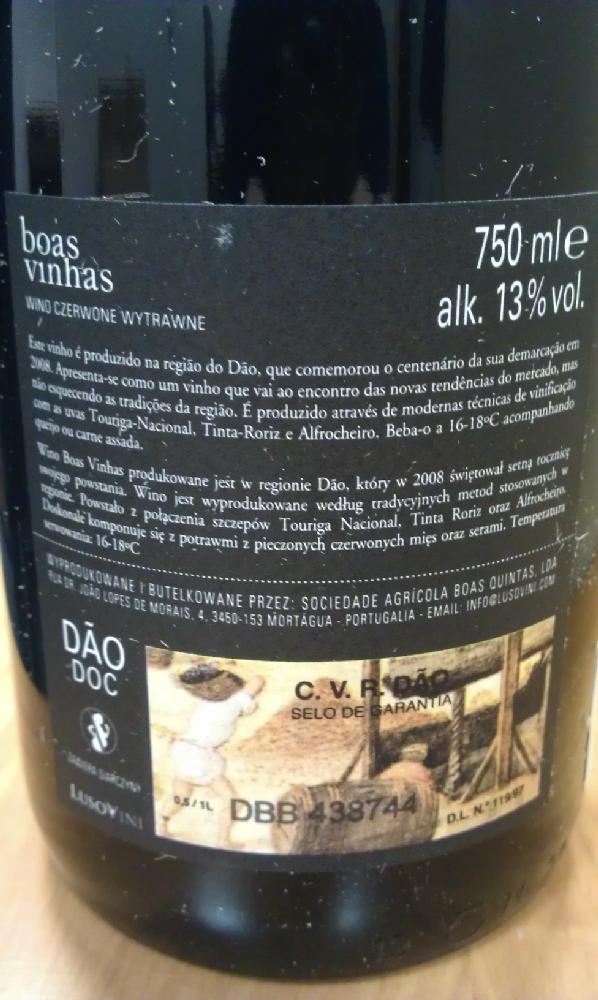 boas
vinhas
750 ml e
alk. 13% vol.
WINO CZERWONE WYTRAWNE
Este vinho é produzido na região do Dão, que comemorou o centenário da sua demarcação em
2008. Apresenta-se como um vinho que vai ao encontro das novas tendências do mercado, mas
não esquecendo as tradições da região. É produzido através de modernas técnicas de vinificação
com as uvas Touriga-Nacional, Tinta-Roriz e Alfrocheiro. Beba-o a 16-18ºC acompanhando
queijo ou carne assada.
Wino Boas Vinhas produkowane jest w regionie Dão, który w 2008 świętował setną rocznicę
swojego powstania. Wino jest wyprodukowane według tradycyjnych metod stosowanych w
regionie. Powstało z połączenia szczepów Touriga Nacional, Tinta Roriz oraz Alfrocheiro.
Doskonale komponuje się z potrawmi z pieczonych czerwonych mięs oraz serami. Temperatura
serwowania: 16-18ºC
WYPRODUKOWANE I BUTELKOWANE PRZEZ: SOCIEDADE AGRÍCOLA BOAS QUINTAS, LDA
RUA DR. JOÃO LOPES DE MORAIS, 4, 3450-153 MORTÁGUA - PORTUGALIA - EMAIL: INFO@LUSOVINI.COM
DÃO
DOC
LUSOVINI
C. V. R. DÃO
SELO DE GARANTIA
0,5 / 1L
DBB 438744
D.L. N.º 119/97